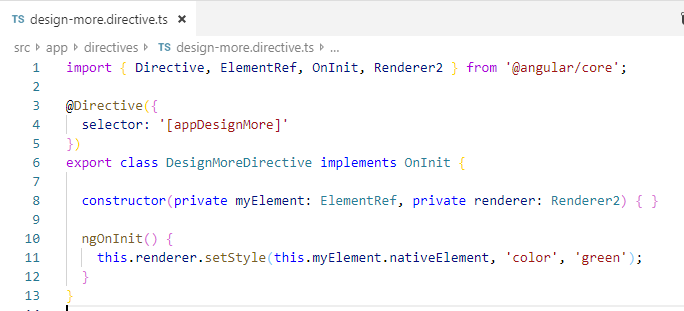 TS design-more.directive.ts ×
src > app > directives > TS design-more.directive.ts > ...
1 import { Directive, ElementRef, OnInit, Renderer2 } from '@angular/core';
2
3 @Directive({
4   selector: '[appDesignMore]'
5 })
6 export class DesignMoreDirective implements OnInit {
7
8   constructor(private myElement: ElementRef, private renderer: Renderer2) { }
9
10   ngOnInit() {
11     this.renderer.setStyle(this.myElement.nativeElement, 'color', 'green');
12   }
13 }